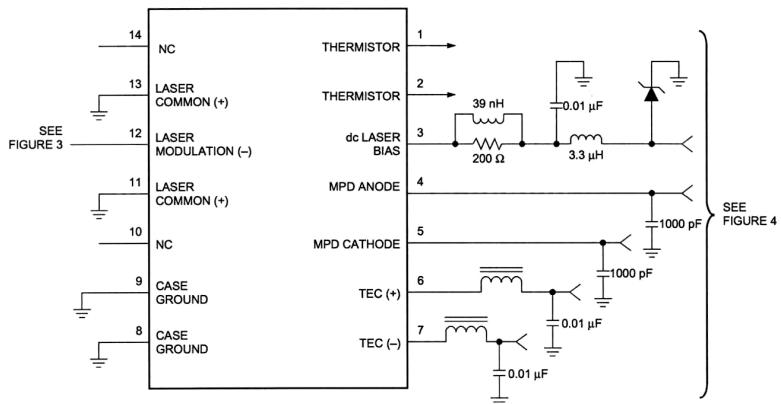 14
NC
THERMISTOR
1
13
LASER
COMMON (+)
THERMISTOR
2
39 nH
0.01 µF
SEE
FIGURE 3
12
LASER
MODULATION (–)
dc LASER
BIAS
3
200 Ω
3.3 µH
11
LASER
COMMON (+)
MPD ANODE
4
1000 pF
SEE
FIGURE 4
10
NC
MPD CATHODE
5
1000 pF
9
CASE
GROUND
TEC (+)
6
0.01 µF
8
CASE
GROUND
TEC (–)
7
0.01 µF